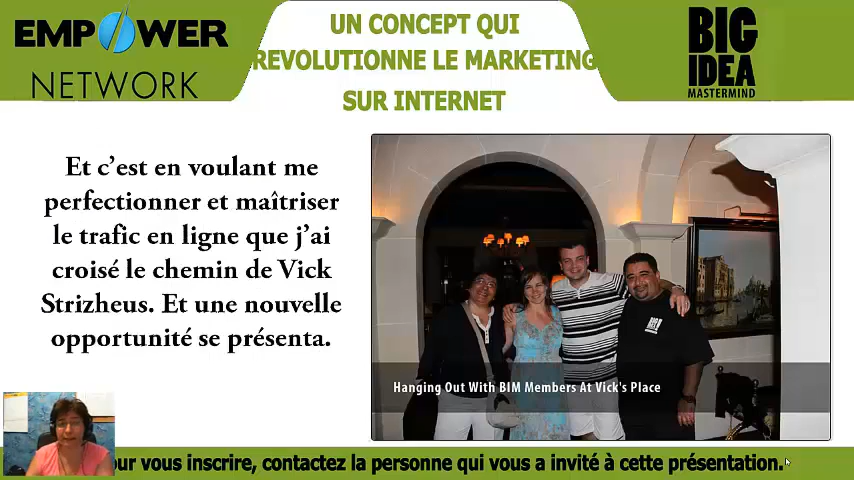 EMPOWER
NETWORK
UN CONCEPT QUI
REVOLUTIONNE LE MARKETING
SUR INTERNET
BIG
IDEA
MASTERMIND
Et c’est en voulant me
perfectionner et maîtriser
le trafic en ligne que j’ai
croisé le chemin de Vick
Strizheus. Et une nouvelle
opportunité se présenta.
Hanging Out With BIM Members At Vick's Place
our vous inscrire, contactez la personne qui vous a invité à cette présentation.